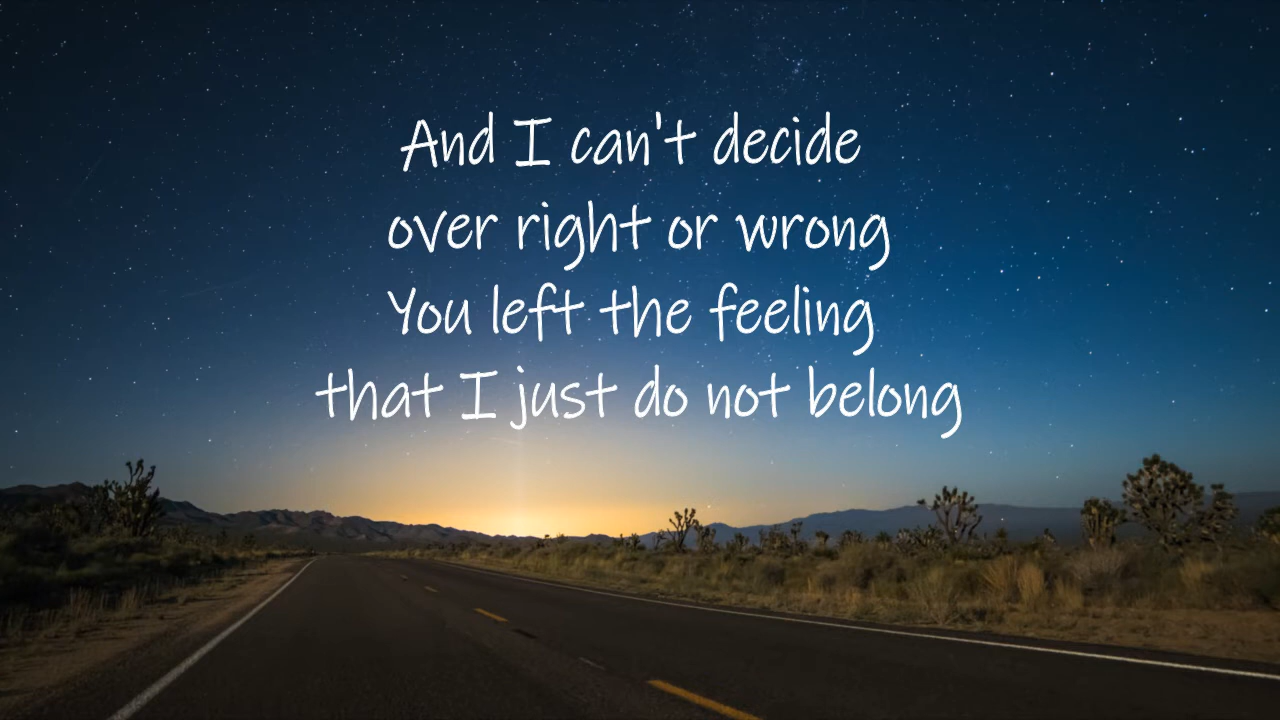 And I can't decide
over right or wrong
You left the feeling
that I just do not belong